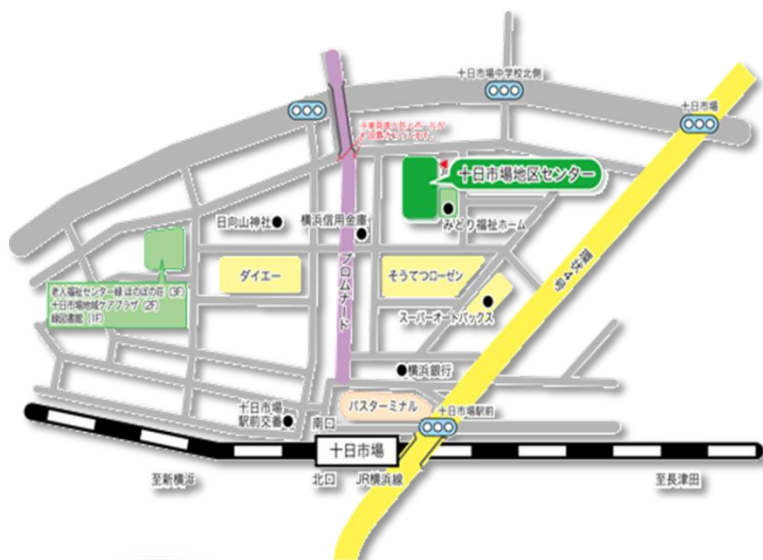 十日市場中学校北側
十日市場
十日市場地区センター
日向山神社
横浜信用金庫
みどり福祉ホーム
プロムナード
環状4号
ダイエー
そうてつローゼン
老人福祉センター緑 ほのぼの荘 (3F)
十日市場地域ケアプラザ (2F)
緑図書館 (1F)
スーパーオートバックス
横浜銀行
バスターミナル
十日市場
駅前交番
南口
十日市場駅前
十日市場
至新横浜
北口
JR横浜線
至長津田